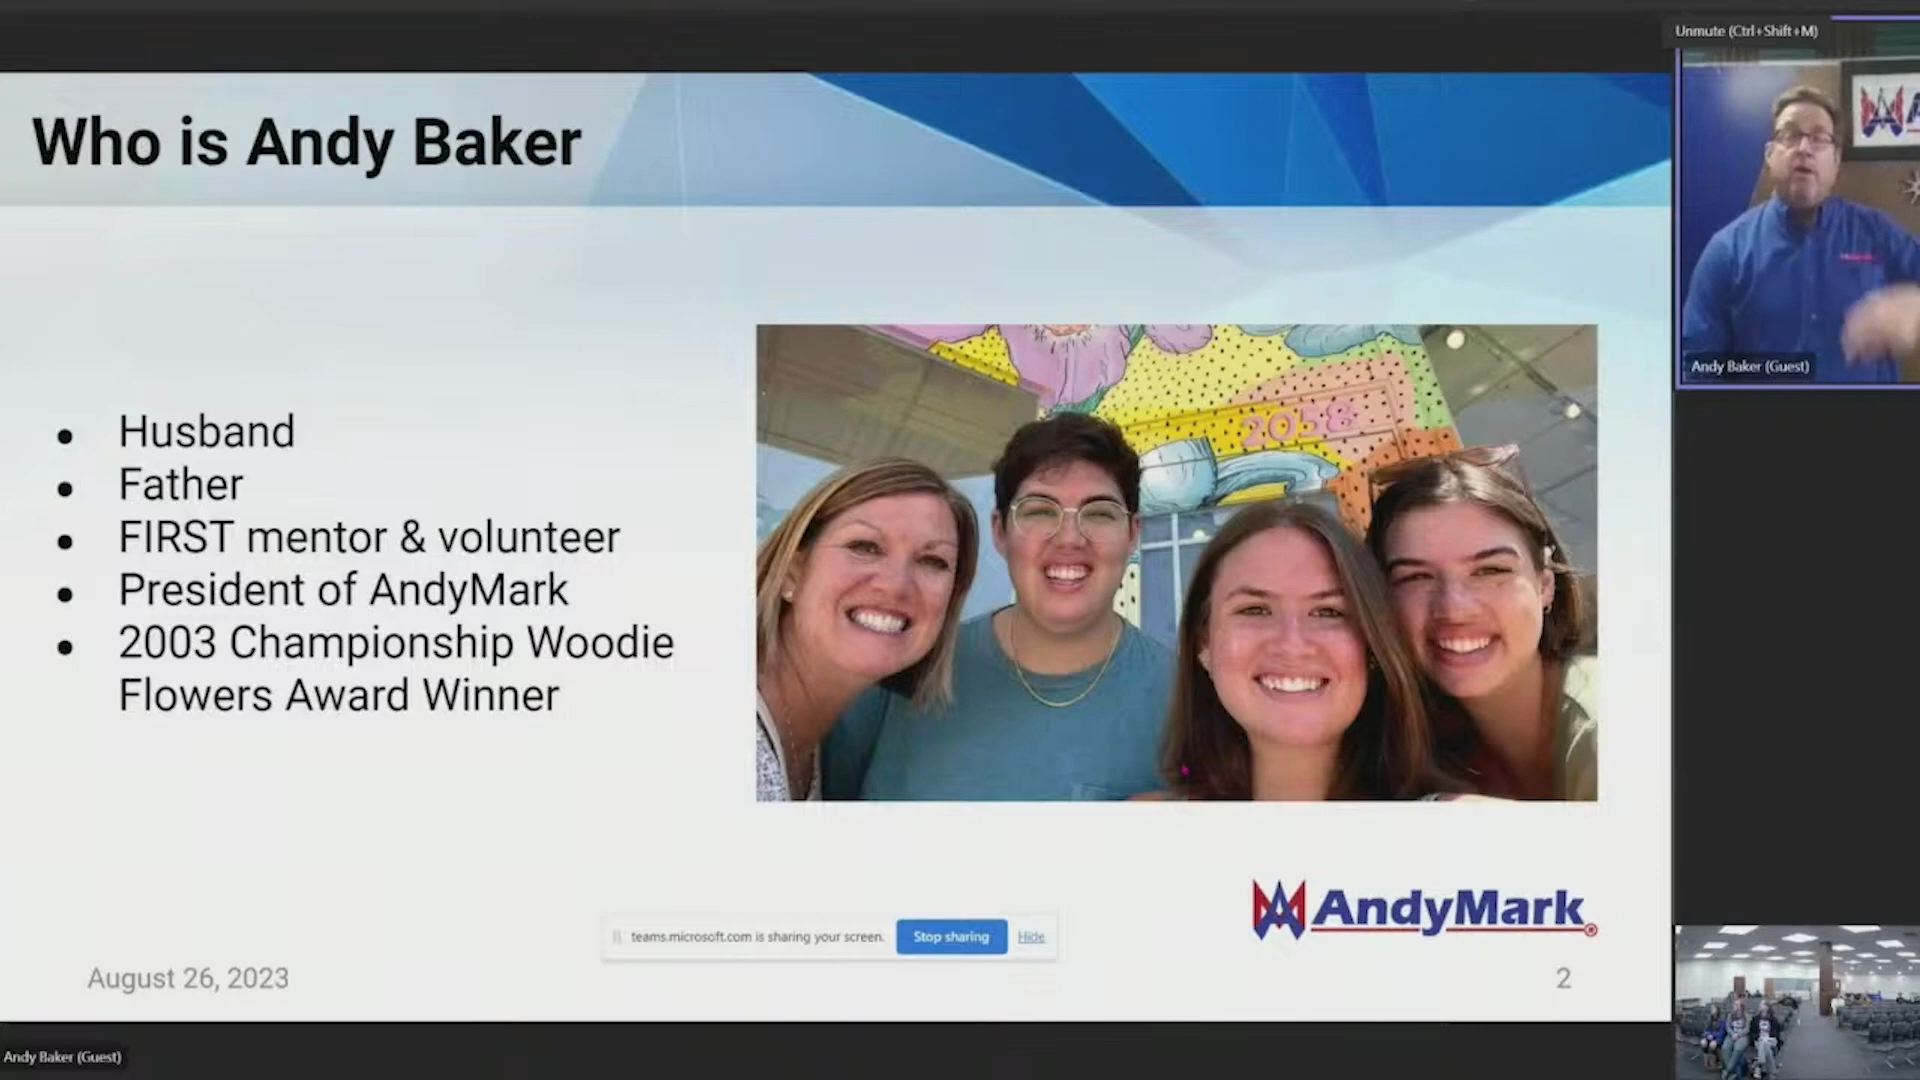 Unmute (Ctrl+Shift+M)
Who is Andy Baker
Andy Baker (Guest)
2058
• Husband
• Father
• FIRST mentor & volunteer
• President of AndyMark
• 2003 Championship Woodie
Flowers Award Winner
AndyMark®
teams.microsoft.com is sharing your screen. Stop sharing Hide
August 26, 2023
2
Andy Baker (Guest)